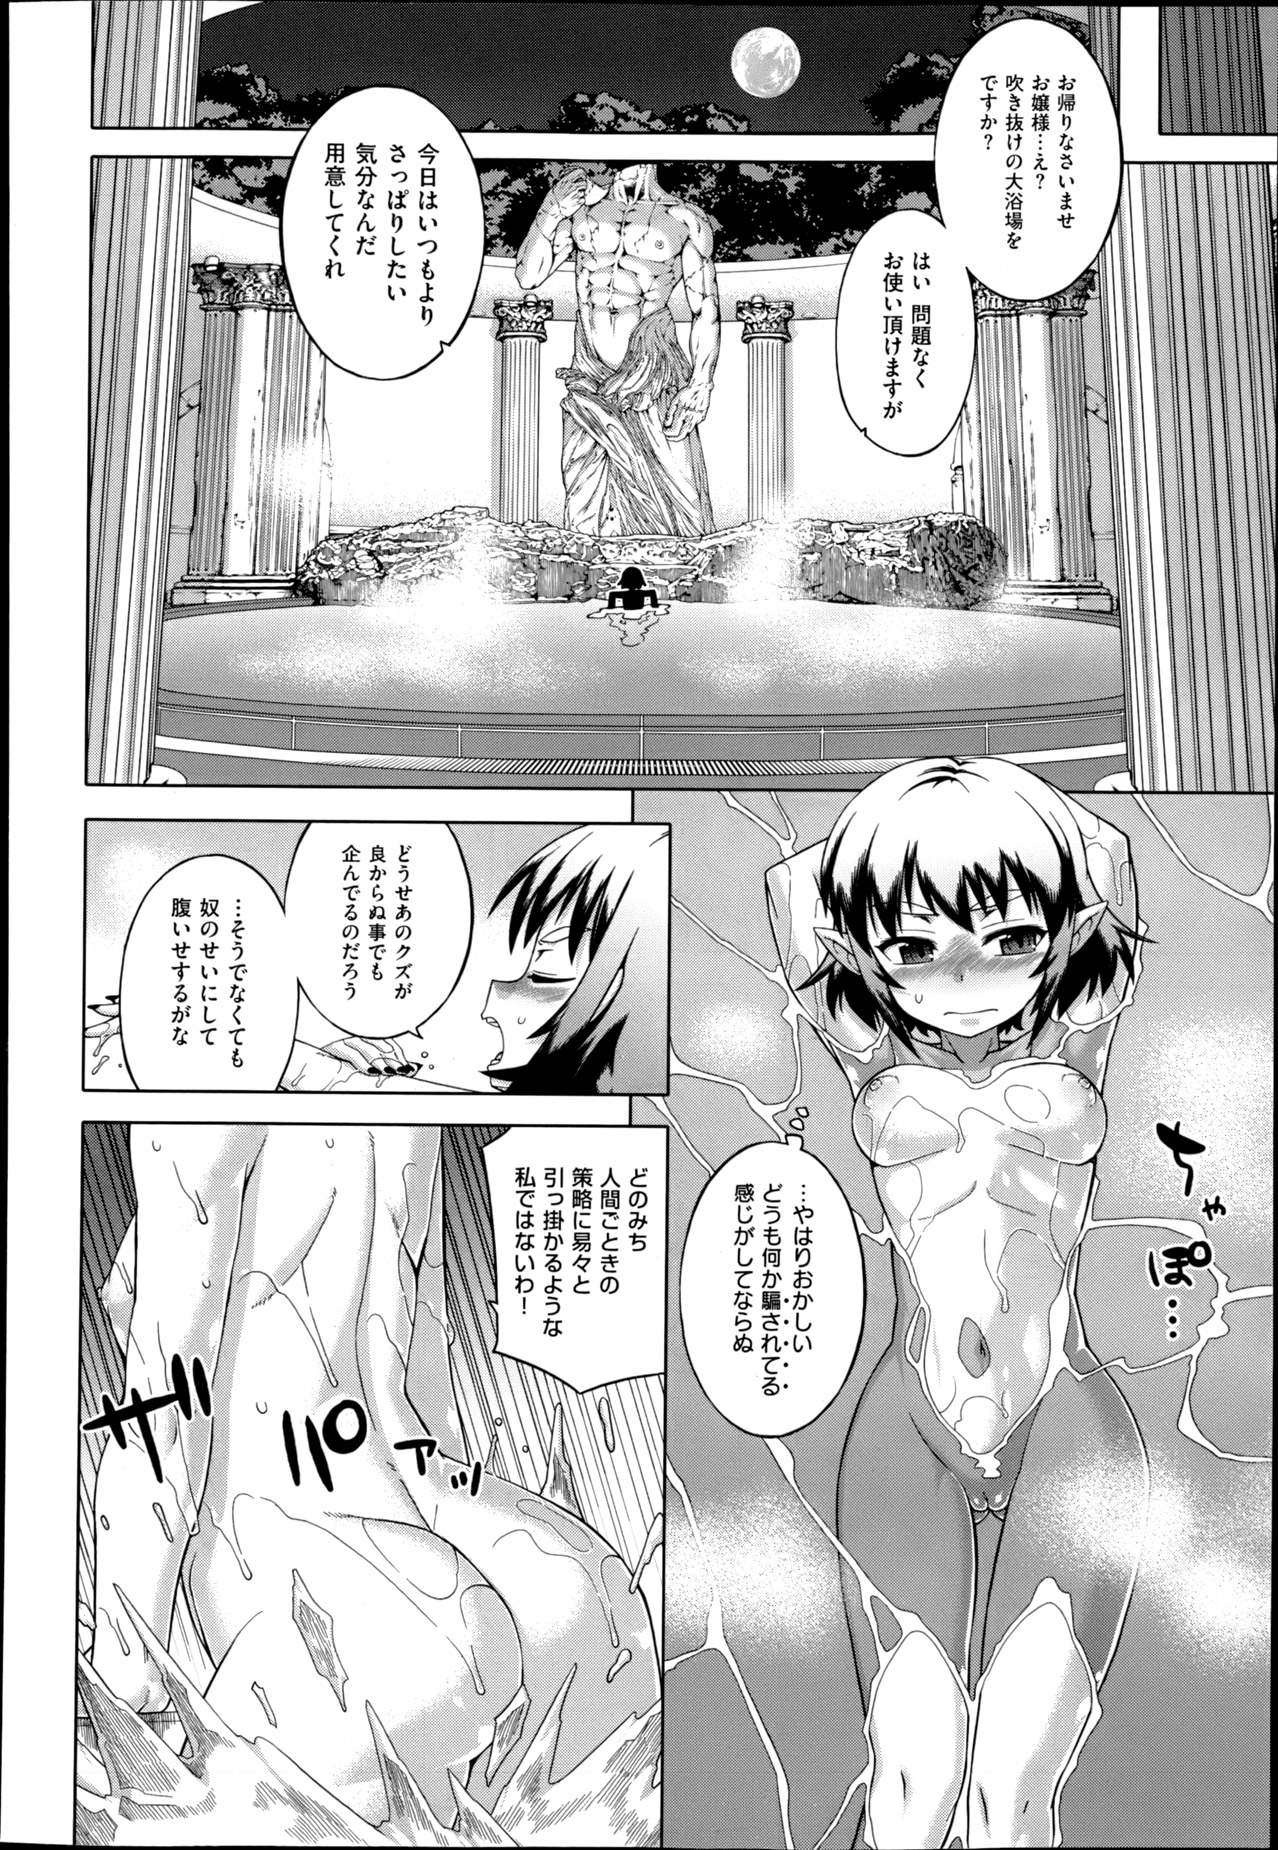 お帰りなさいませ
お嬢様…え?
吹き抜けの大浴場を
ですか?
はい 問題なく
お使い頂けますが
今日はいつもより
さっぱりしたい
気分なんだ
用意してくれ
ちゃぽ…
…やはりおかしい
どうも何か騙されてる
感じがしてならぬ
どうせあのクズが
良からぬ事でも
企んでるのだろう
…そうでなくても
奴のせいにして
腹いせするがな
どのみち
人間ごときの
策略に易々と
引っ掛かるような
私ではないわ!
ザパァッ